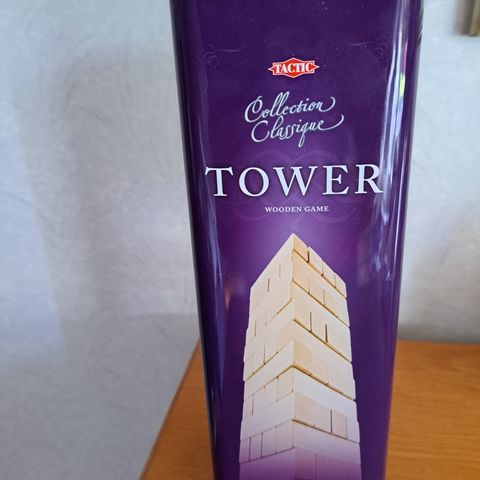 TACTIC
Collection
Classique
TOWER
WOODEN GAME